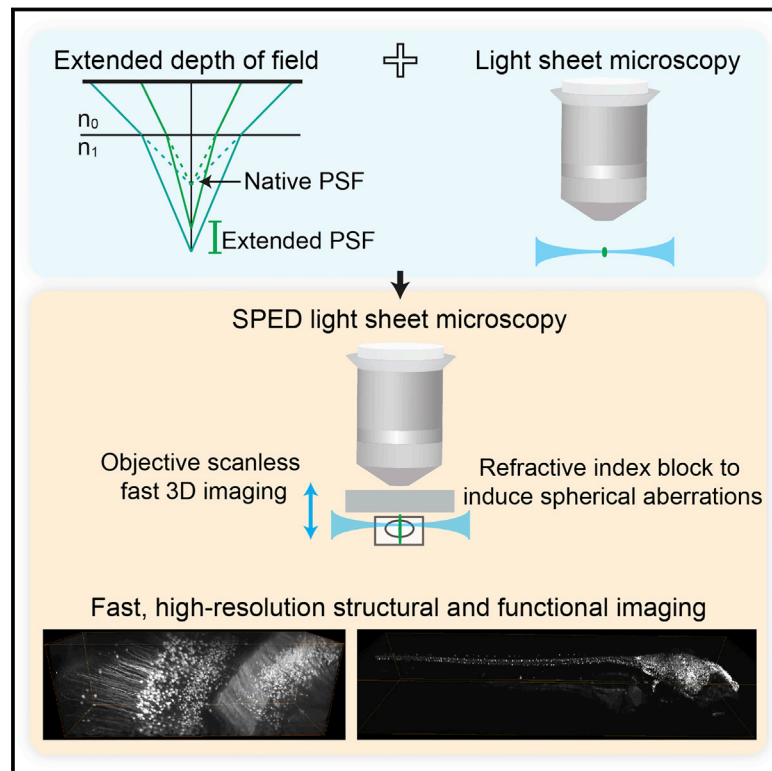 Extended depth of field
Light sheet microscopy
n0
n1
Native PSF
Extended PSF
SPED light sheet microscopy
Objective scanless
fast 3D imaging
Refractive index block to
induce spherical aberrations
Fast, high-resolution structural and functional imaging